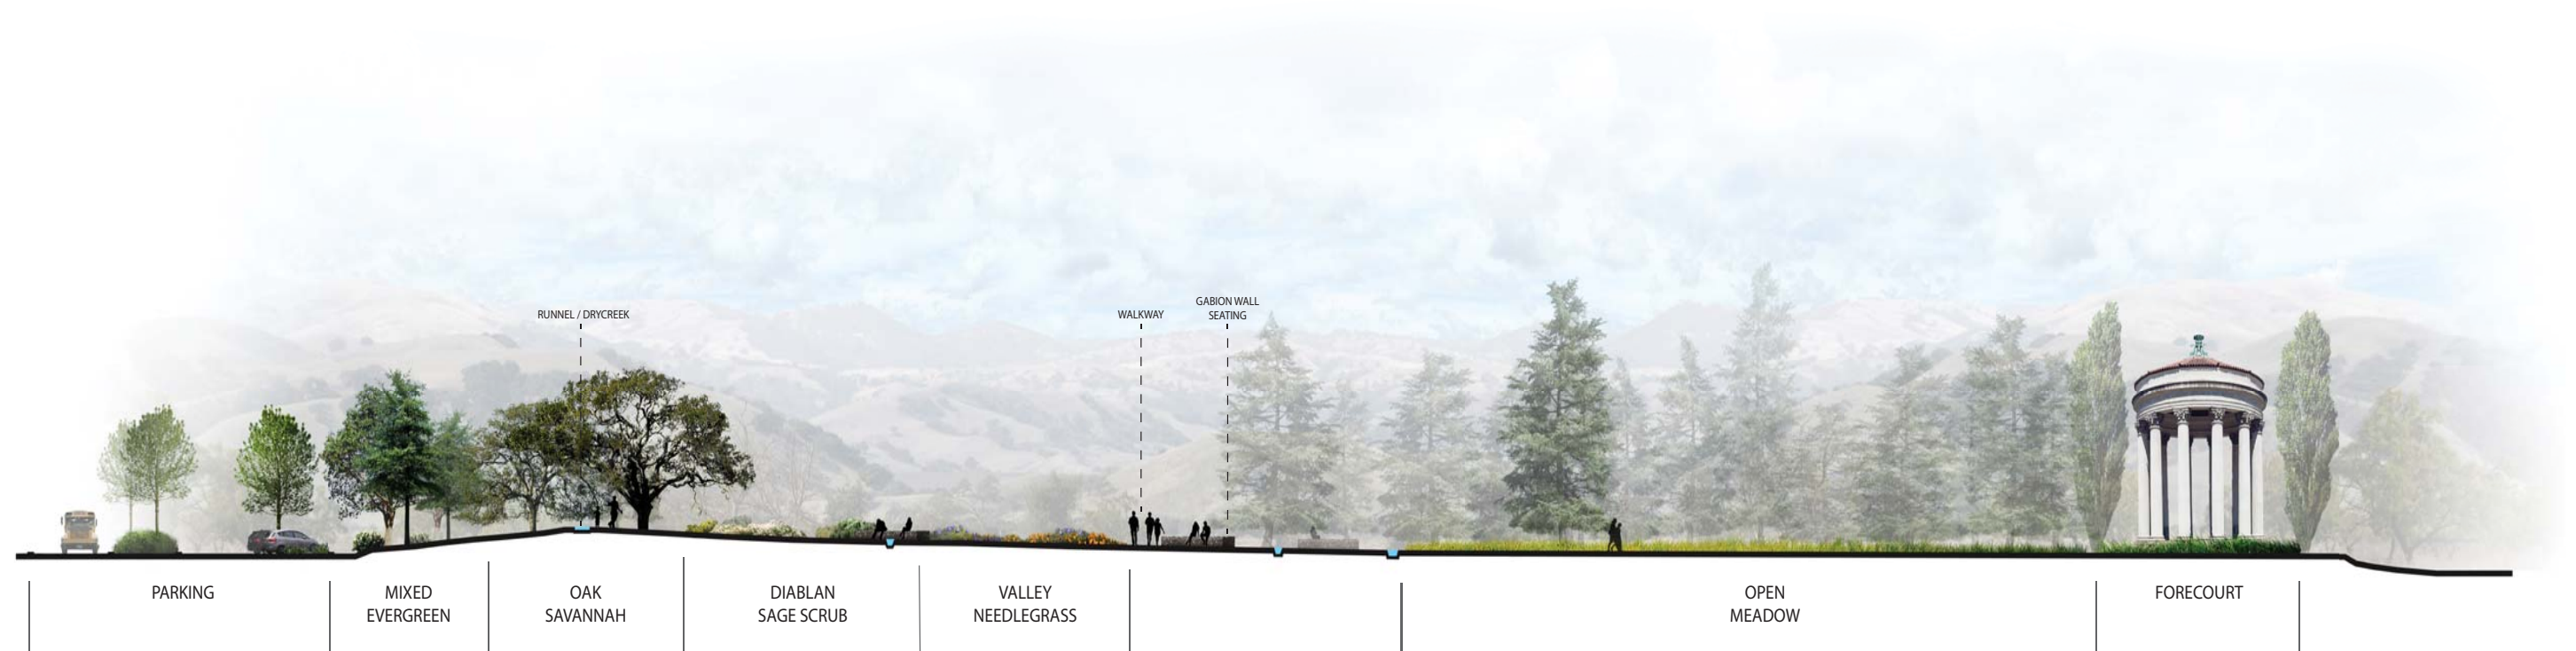 RUNNEL / DRYCREEK
WALKWAY
GABION WALL
SEATING
PARKING
MIXED
EVERGREEN
OAK
SAVANNAH
DIABLAN
SAGE SCRUB
VALLEY
NEEDLEGRASS
OPEN
MEADOW
FORECOURT